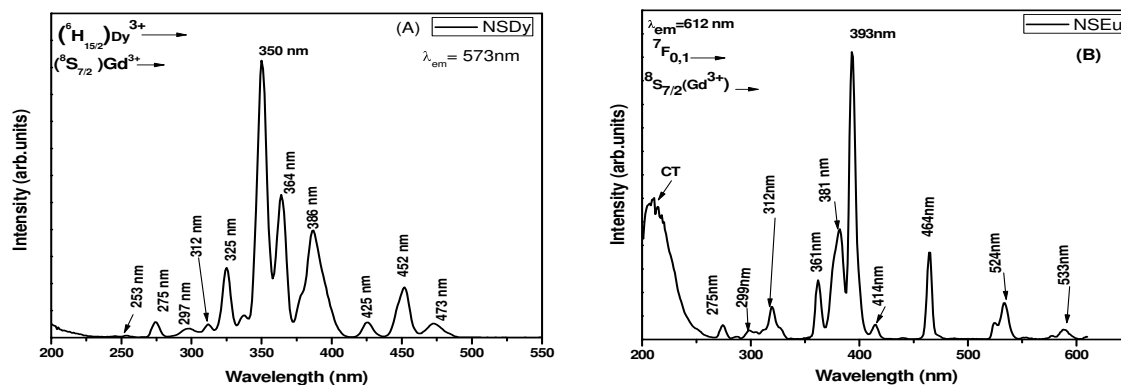 NSDy
(A)
(⁶H₁₅/₂)Dy³⁺
(⁸S₇/₂)Gd³⁺
λem= 573nm
350 nm
364 nm
386 nm
325 nm
312 nm
297 nm
275 nm
253 nm
425 nm
452 nm
473 nm
Intensity (arb.units)
200 250 300 350 400 450 500 550
Wavelength (nm)
λem=612 nm
NSEu
⁷F₀,₁
⁸S₇/₂(Gd³⁺)
(B)
393nm
CT
275nm
299nm
312nm
361nm
381 nm
414nm
464nm
524nm
533nm
Intensity (arb.units)
200 300 400 500 600
Wavelength (nm)